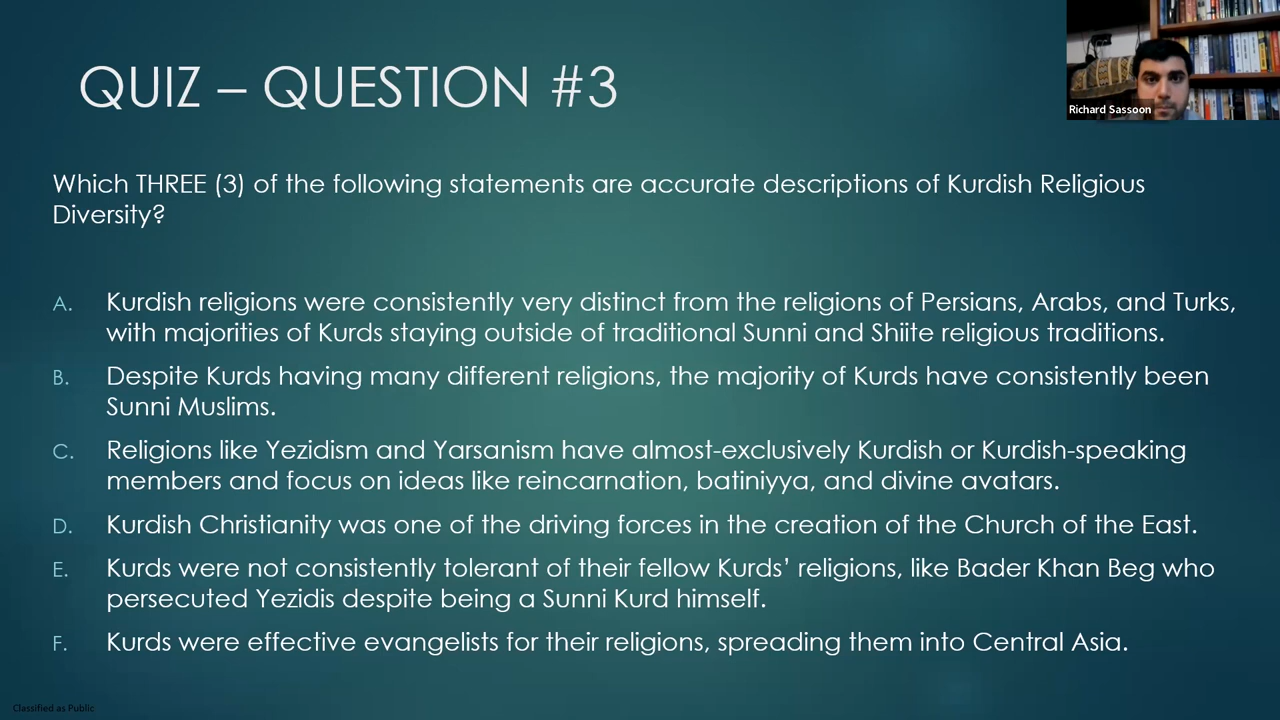 QUIZ – QUESTION #3
Richard Sassoon
Which THREE (3) of the following statements are accurate descriptions of Kurdish Religious
Diversity?
A. Kurdish religions were consistently very distinct from the religions of Persians, Arabs, and Turks,
with majorities of Kurds staying outside of traditional Sunni and Shiite religious traditions.
B. Despite Kurds having many different religions, the majority of Kurds have consistently been
Sunni Muslims.
C. Religions like Yezidism and Yarsanism have almost-exclusively Kurdish or Kurdish-speaking
members and focus on ideas like reincarnation, batiniyya, and divine avatars.
D. Kurdish Christianity was one of the driving forces in the creation of the Church of the East.
E. Kurds were not consistently tolerant of their fellow Kurds’ religions, like Bader Khan Beg who
persecuted Yezidis despite being a Sunni Kurd himself.
F. Kurds were effective evangelists for their religions, spreading them into Central Asia.
Classified as Public